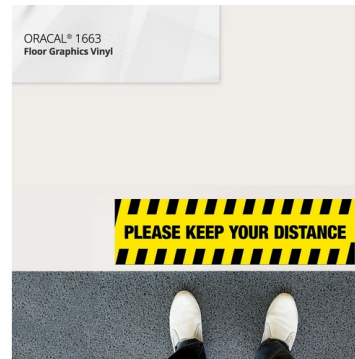 ORACAL® 1663
Floor Graphics Vinyl
PLEASE KEEP YOUR DISTANCE